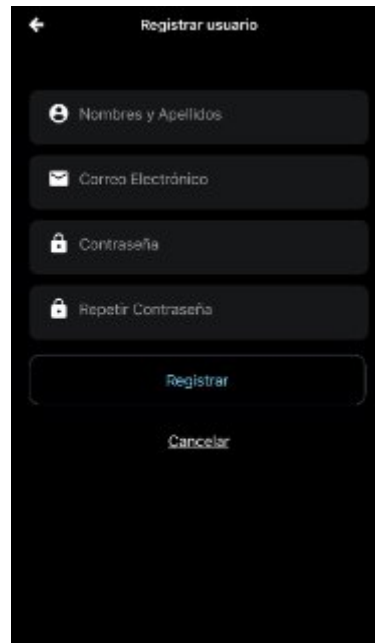 Registrar usuario
Nombres y Apellidos
Correo Electrónico
Contraseña
Repetir Contraseña
Registrar
Cancelar